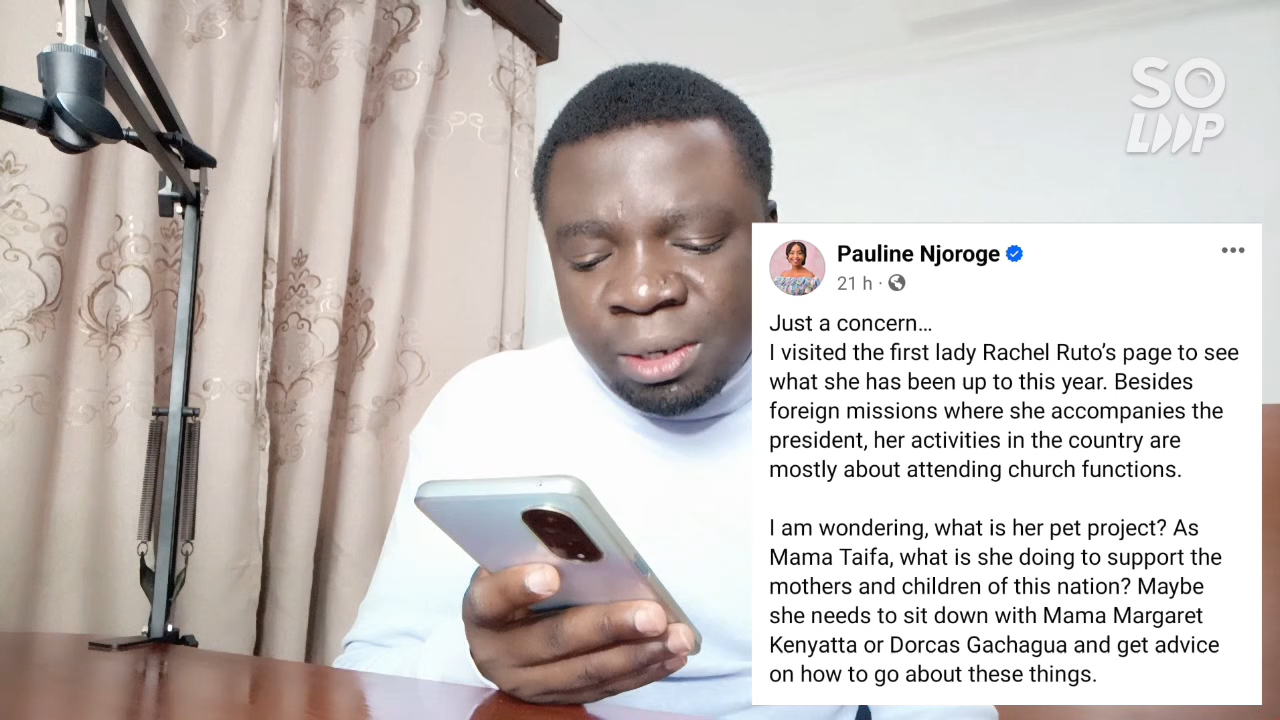 SO
LOOP
Pauline Njoroge
21 h ·
Just a concern…
I visited the first lady Rachel Ruto’s page to see
what she has been up to this year. Besides
foreign missions where she accompanies the
president, her activities in the country are
mostly about attending church functions.
I am wondering, what is her pet project? As
Mama Taifa, what is she doing to support the
mothers and children of this nation? Maybe
she needs to sit down with Mama Margaret
Kenyatta or Dorcas Gachagua and get advice
on how to go about these things.